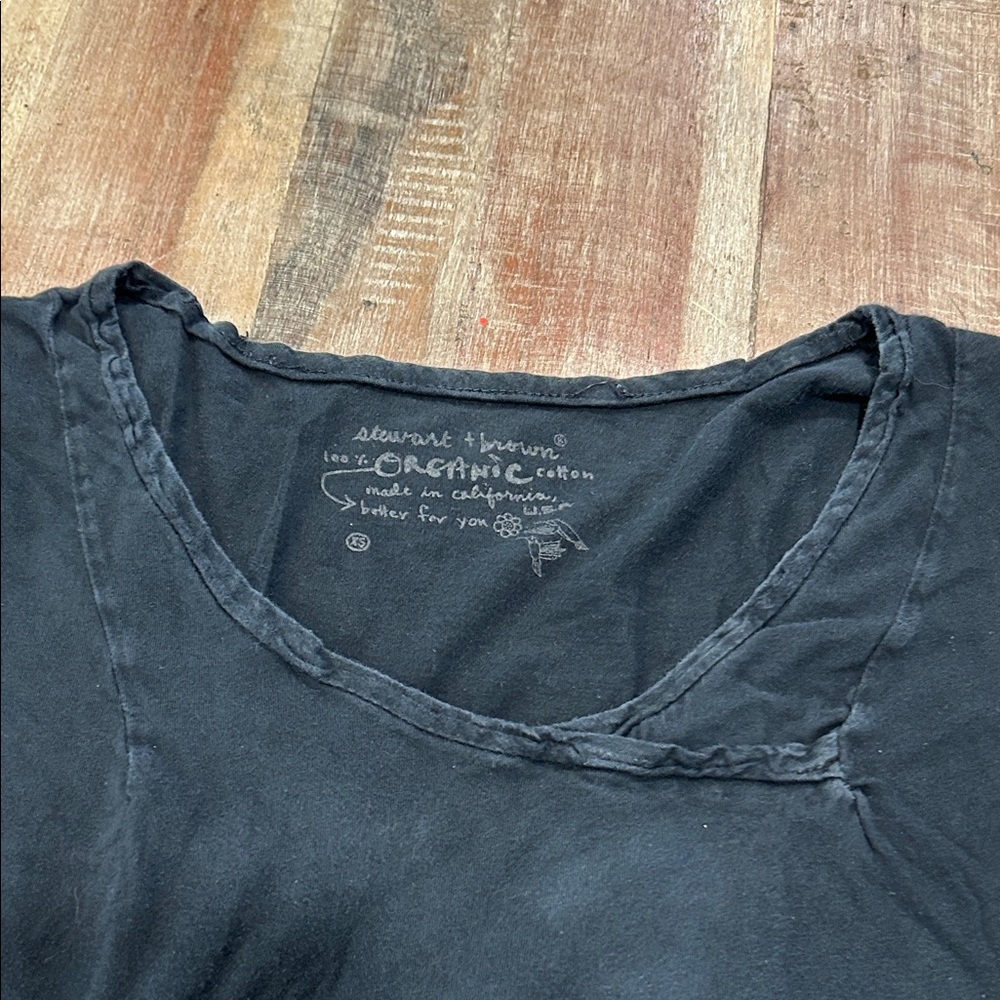 stewart + brown®
100% ORGANIC cotton
made in california,
better for you
XS